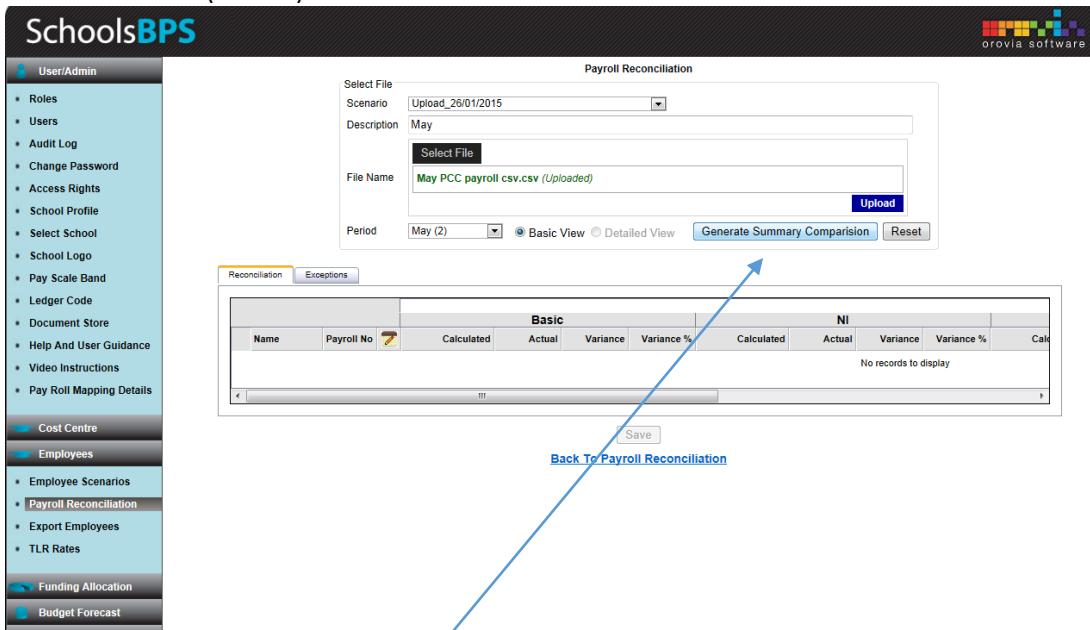 SchoolsBPS
orovia software
User/Admin
Roles
Users
Audit Log
Change Password
Access Rights
School Profile
Select School
School Logo
Pay Scale Band
Ledger Code
Document Store
Help And User Guidance
Video Instructions
Pay Roll Mapping Details
Cost Centre
Employees
Employee Scenarios
Payroll Reconciliation
Export Employees
TLR Rates
Funding Allocation
Budget Forecast
Payroll Reconciliation
Select File
Scenario Upload_26/01/2015
Description May
Select File
File Name May PCC payroll csv.csv (Uploaded)
Upload
Period May (2) Basic View Detailed View Generate Summary Comparision Reset
Reconciliation Exceptions
Basic NI
Name Payroll No Calculated Actual Variance Variance % Calculated Actual Variance Variance % Calc
No records to display
Save
Back To Payroll Reconciliation